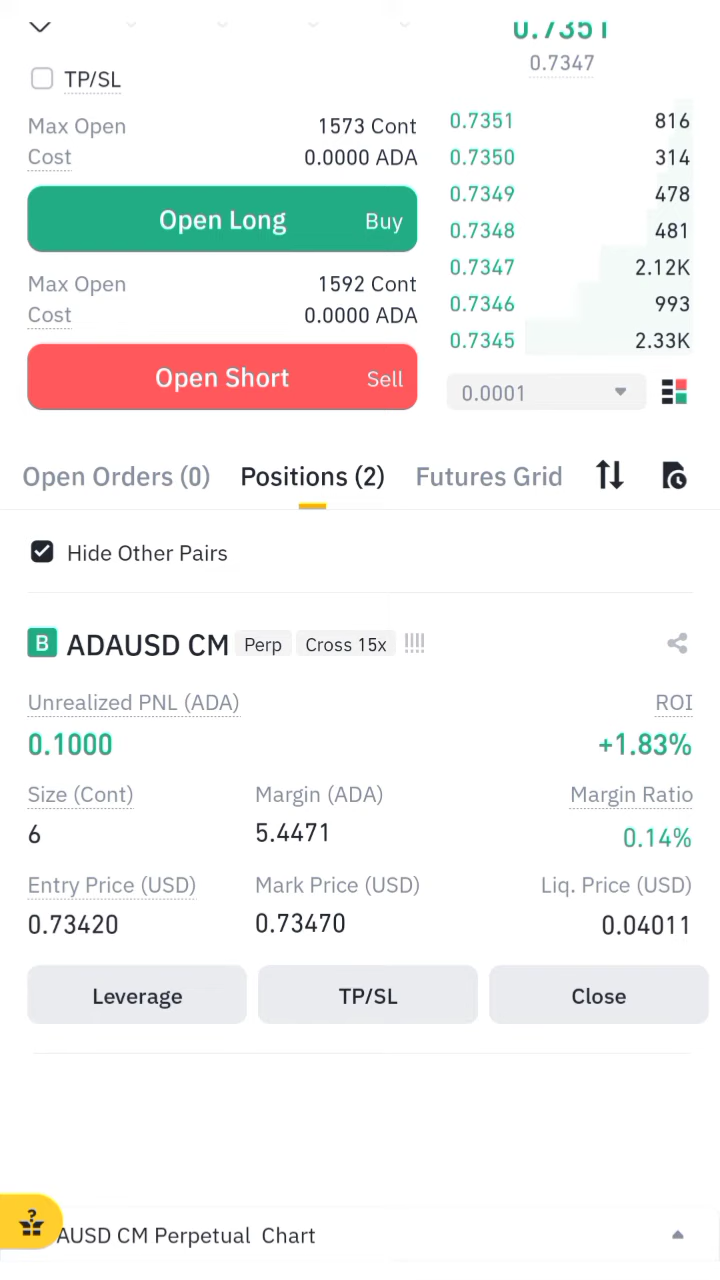 0.7351
0.7347
TP/SL
Max Open 1573 Cont
Cost 0.0000 ADA
Open Long Buy
Max Open 1592 Cont
Cost 0.0000 ADA
Open Short Sell
0.7351 816
0.7350 314
0.7349 478
0.7348 481
0.7347 2.12K
0.7346 993
0.7345 2.33K
0.0001
Open Orders (0) Positions (2) Futures Grid
Hide Other Pairs
B ADAUSD CM Perp Cross 15x !!!!
Unrealized PNL (ADA) ROI
0.1000 +1.83%
Size (Cont) Margin (ADA) Margin Ratio
6 5.4471 0.14%
Entry Price (USD) Mark Price (USD) Liq. Price (USD)
0.73420 0.73470 0.04011
Leverage TP/SL Close
?
AUSD CM Perpetual Chart